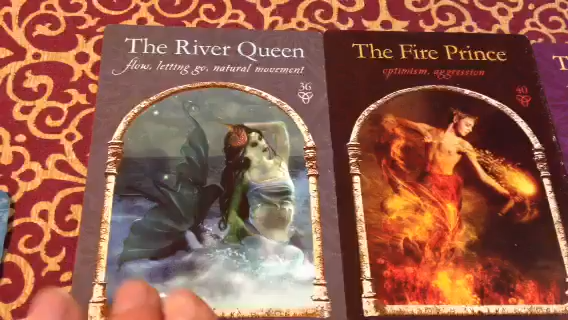 The River Queen
flow, letting go, natural movement
36
The Fire Prince
optimism, aggression
40
T